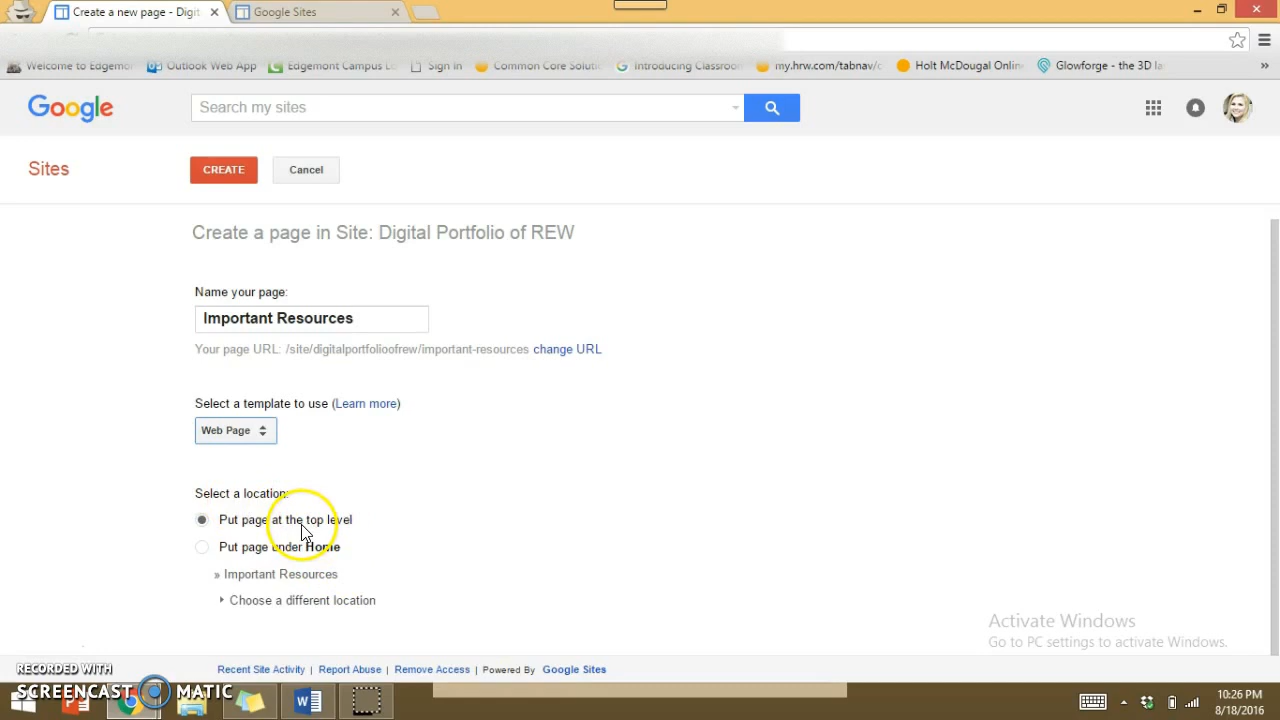 Create a new page - Digit
Google Sites
Welcome to Edgemon
Outlook Web App
Edgemont Campus Lo
Sign In
Common Core Soluti
Introducing Classroo
my.hrw.com/tabnav/c
Holt McDougal Onlin
Glowforge - the 3D la
»
Google
Search my sites
Sites
CREATE
Cancel
Create a page in Site: Digital Portfolio of REW
Name your page:
Important Resources
Your page URL: /site/digitalportfolioofrew/important-resources change URL
Select a template to use (Learn more)
Web Page
Select a location:
Put page at the top level
Put page under Home
» Important Resources
Choose a different location
Activate Windows
Go to PC settings to activate Windows.
Recent Site Activity | Report Abuse | Remove Access | Powered By Google Sites
RECORDED WITH
SCREENCAST MATIC
10:26 PM
8/18/2016